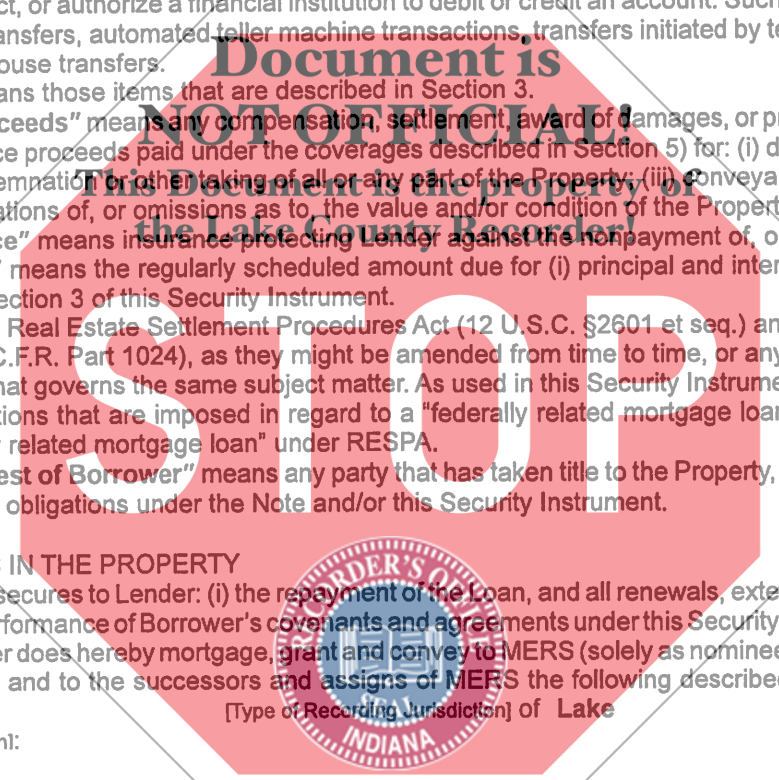 ct, or authorize a financial institution to debit or credit an account. Such
ansfers, automated teller machine transactions, transfers initiated by te
ouse transfers.
Document is
ans those items that are described in Section 3.
NOT OFFICIAL!
ceeds" means any compensation, settlement, award of damages, or pr
ce proceeds paid under the coverages described in Section 5) for: (i) d
This Document is the property of
emnation or other taking of all or any part of the Property; (iii) conveya
ations of, or omissions as to, the value and/or condition of the Propert
the Lake County Recorder!
ce" means insurance protecting Lender against the nonpayment of, o
" means the regularly scheduled amount due for (i) principal and inter
ection 3 of this Security Instrument.
STOP
Real Estate Settlement Procedures Act (12 U.S.C. §2601 et seq.) an
C.F.R. Part 1024), as they might be amended from time to time, or any
hat governs the same subject matter. As used in this Security Instrume
tions that are imposed in regard to a "federally related mortgage loan
y related mortgage loan" under RESPA.
est of Borrower" means any party that has taken title to the Property,
obligations under the Note and/or this Security Instrument.
S IN THE PROPERTY
secures to Lender: (i) the repayment of the Loan, and all renewals, exte
rformance of Borrower's covenants and agreements under this Security
er does hereby mortgage, grant and convey to MERS (solely as nominee
and to the successors and assigns of MERS the following described
[Type of Recording Jurisdiction] of Lake
n]:
RECORDER'S OFFICE
SEAL
INDIANA